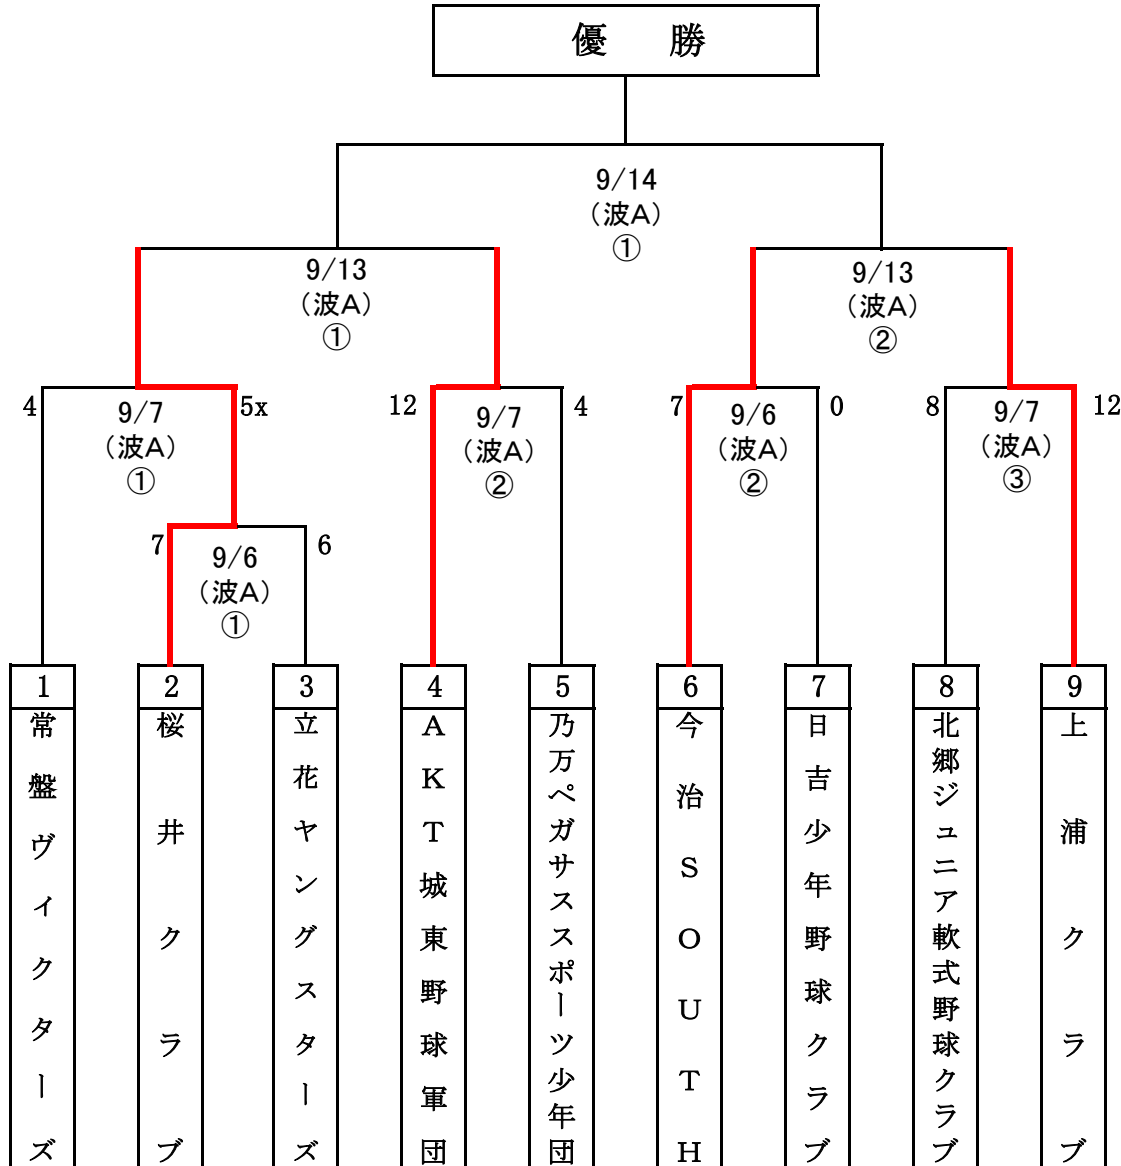 優　勝
9/14
(波A)
①
9/13
(波A)
①
9/13
(波A)
②
4
9/7
(波A)
①
5x
12
9/7
(波A)
②
4
7
9/6
(波A)
②
0
8
9/7
(波A)
③
12
7
9/6
(波A)
①
6
1
常盤ヴィクターズ
2
桜井クラブ
3
立花ヤングスターズ
4
AKT城東野球軍団
5
乃万ペガサススポーツ少年団
6
今治SOUTH
7
日吉少年野球クラブ
8
北郷ジュニア軟式野球クラブ
9
上浦クラブ